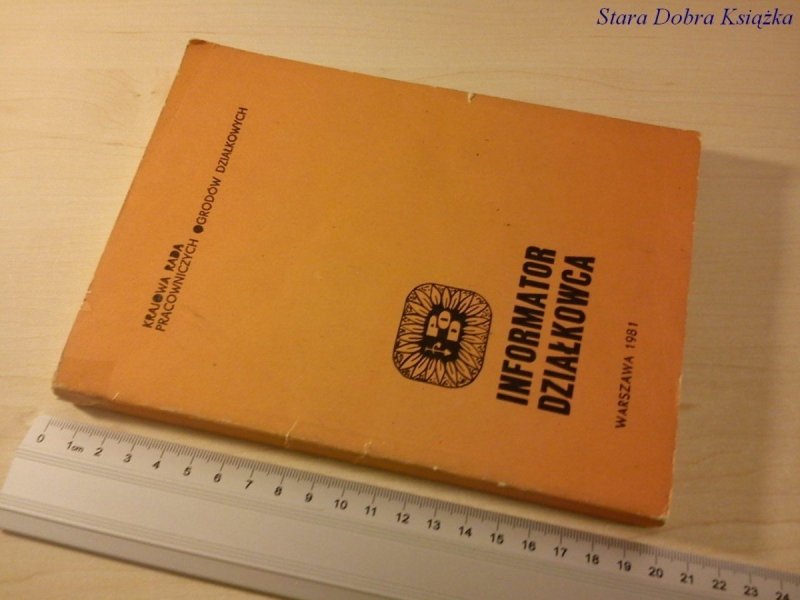 Stara Dobra Książka
KRAJOWA RADA
PRACOWNICZYCH OGRODÓW DZIAŁKOWYCH
POD
INFORMATOR
DZIAŁKOWCA
WARSZAWA 1981
0 1cm 2 3 4 5 6 7 8 9 10 11 12 13 14 15 16 17 18 19 20 21 22 23 24